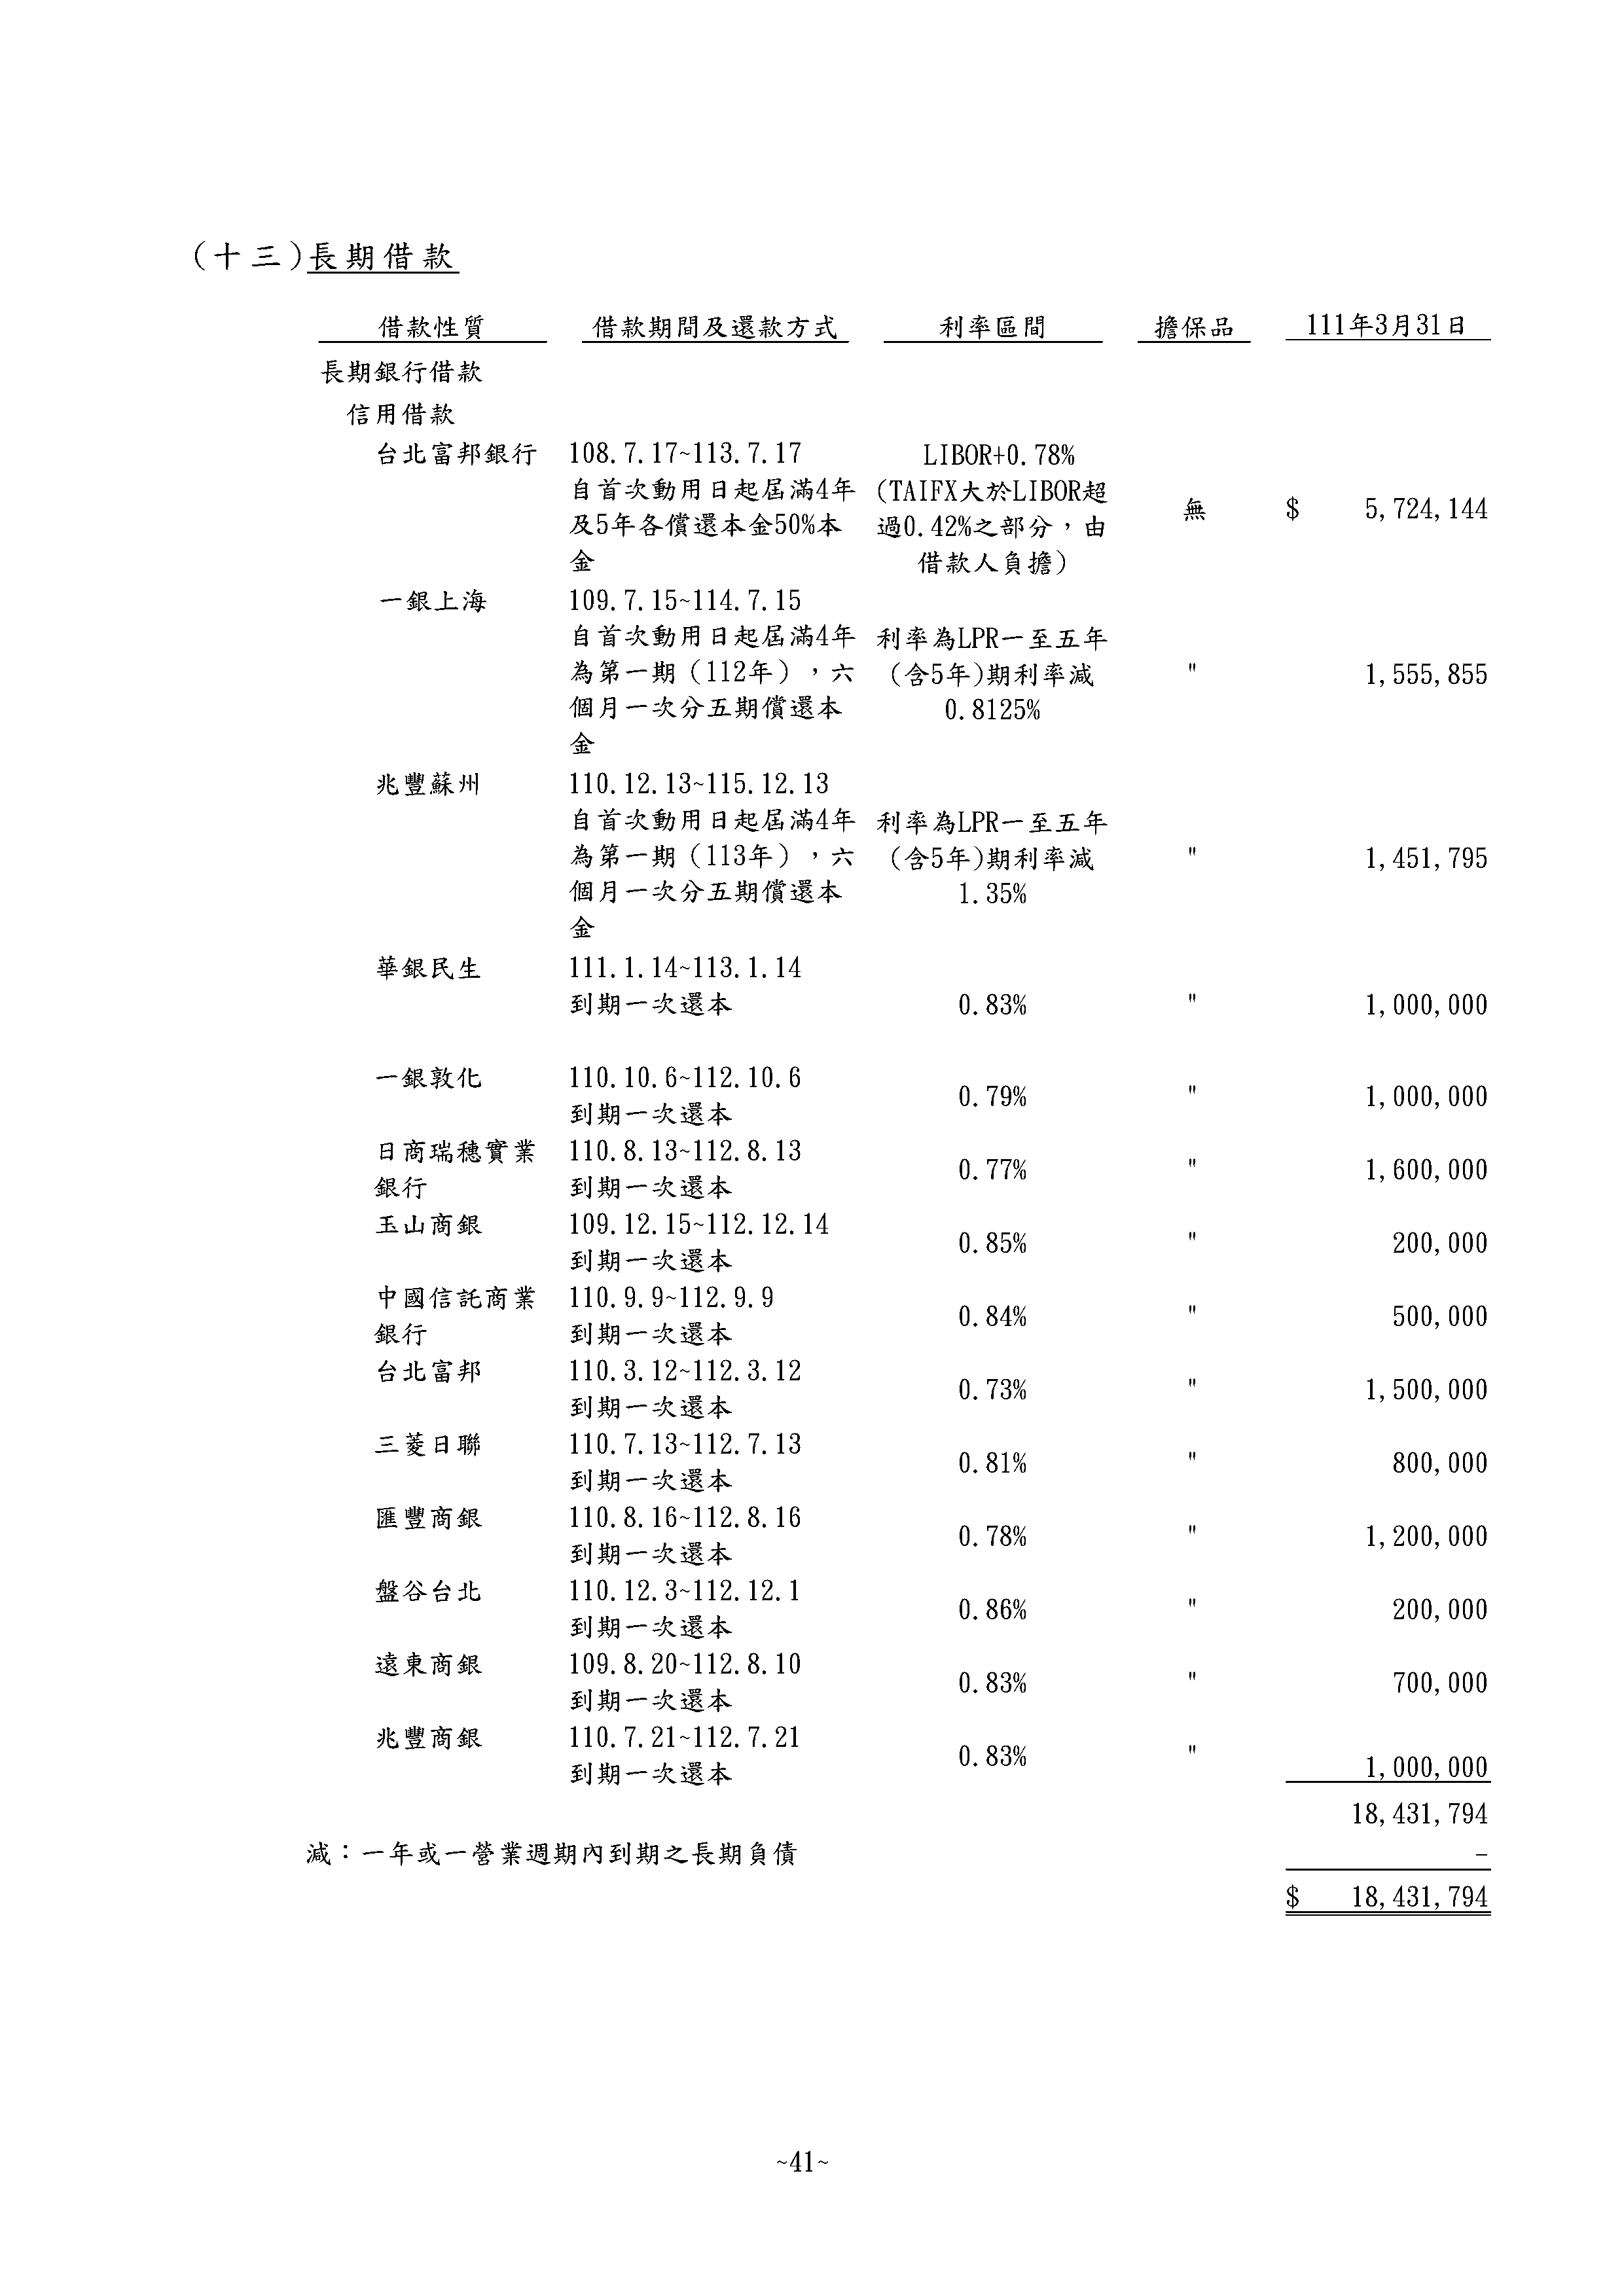 (十三)長期借款
借款性質 借款期間及還款方式 利率區間 擔保品 111年3月31日
長期銀行借款
信用借款
台北富邦銀行 108.7.17~113.7.17 LIBOR+0.78%
自首次動用日起屆滿4年 (TAIFX大於LIBOR超
無 $ 5,724,144
及5年各償還本金50%本 過0.42%之部分，由
金 借款人負擔)
一銀上海 109.7.15~114.7.15
自首次動用日起屆滿4年 利率為LPR一至五年
為第一期（112年），六 (含5年)期利率減 " 1,555,855
個月一次分五期償還本 0.8125%
金
兆豐蘇州 110.12.13~115.12.13
自首次動用日起屆滿4年 利率為LPR一至五年
為第一期（113年），六 (含5年)期利率減 " 1,451,795
個月一次分五期償還本 1.35%
金
華銀民生 111.1.14~113.1.14
到期一次還本 0.83% " 1,000,000
一銀敦化 110.10.6~112.10.6
0.79% " 1,000,000
到期一次還本
日商瑞穗實業 110.8.13~112.8.13
0.77% " 1,600,000
銀行 到期一次還本
玉山商銀 109.12.15~112.12.14
0.85% " 200,000
到期一次還本
中國信託商業 110.9.9~112.9.9
0.84% " 500,000
銀行 到期一次還本
台北富邦 110.3.12~112.3.12
0.73% " 1,500,000
到期一次還本
三菱日聯 110.7.13~112.7.13
0.81% " 800,000
到期一次還本
匯豐商銀 110.8.16~112.8.16
0.78% " 1,200,000
到期一次還本
盤谷台北 110.12.3~112.12.1
0.86% " 200,000
到期一次還本
遠東商銀 109.8.20~112.8.10
0.83% " 700,000
到期一次還本
兆豐商銀 110.7.21~112.7.21
0.83% " 1,000,000
到期一次還本
18,431,794
減：一年或一營業週期內到期之長期負債 -
$ 18,431,794
~41~